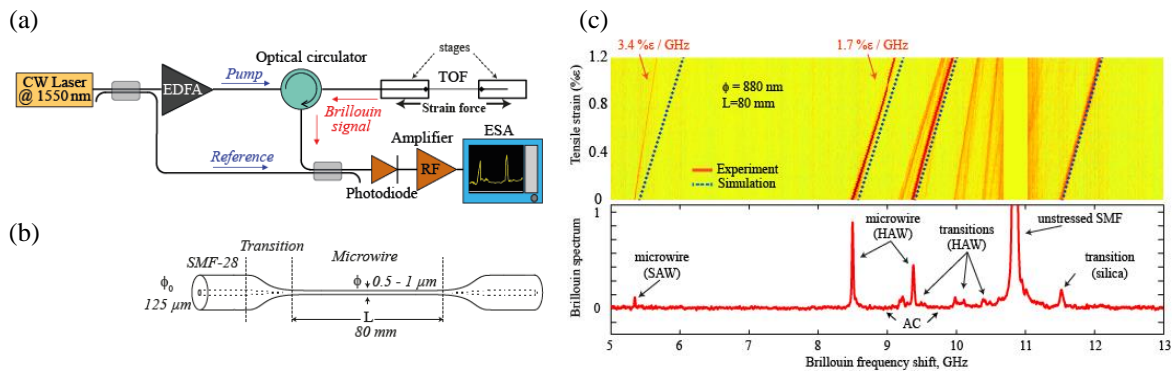 (a)
CW Laser
@ 1550 nm
EDFA
Pump
Optical circulator
stages
TOF
Strain force
Brillouin
signal
Reference
Amplifier
RF
ESA
Photodiode
(b)
SMF-28
Transition
Microwire
ϕ0
125 µm
ϕ 0.5 - 1 µm
L
80 mm
(c)
3.4 %ε / GHz
1.7 %ε / GHz
Tensile strain (%ε)
1.2
0.8
0.4
0
ϕ = 880 nm
L=80 mm
Experiment
Simulation
Brillouin spectrum
1
0
microwire
(SAW)
microwire
(HAW)
transitions
(HAW)
unstressed SMF
transition
(silica)
AC
5 6 7 8 9 10 11 12 13
Brillouin frequency shift, GHz